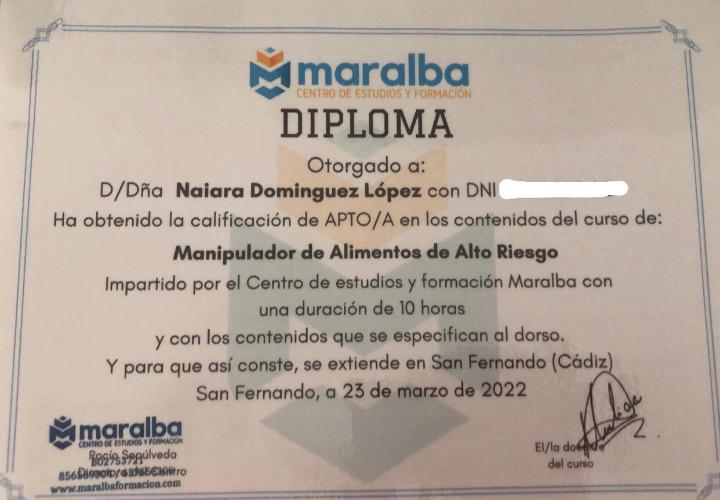 maralba
CENTRO DE ESTUDIOS Y FORMACIÓN
DIPLOMA
Otorgado a:
D/Dña Naiara Dominguez López con DNI
Ha obtenido la calificación de APTO/A en los contenidos del curso de:
Manipulador de Alimentos de Alto Riesgo
Impartido por el Centro de estudios y formación Maralba con
una duración de 10 horas
y con los contenidos que se especifican al dorso.
Y para que así conste, se extiende en San Fernando (Cádiz)
San Fernando, a 23 de marzo de 2022
maralba
CENTRO DE ESTUDIOS Y FORMACIÓN
Rocío Sepúlveda
B02753721
www.maralbaformacion.com
El/la docente
del curso